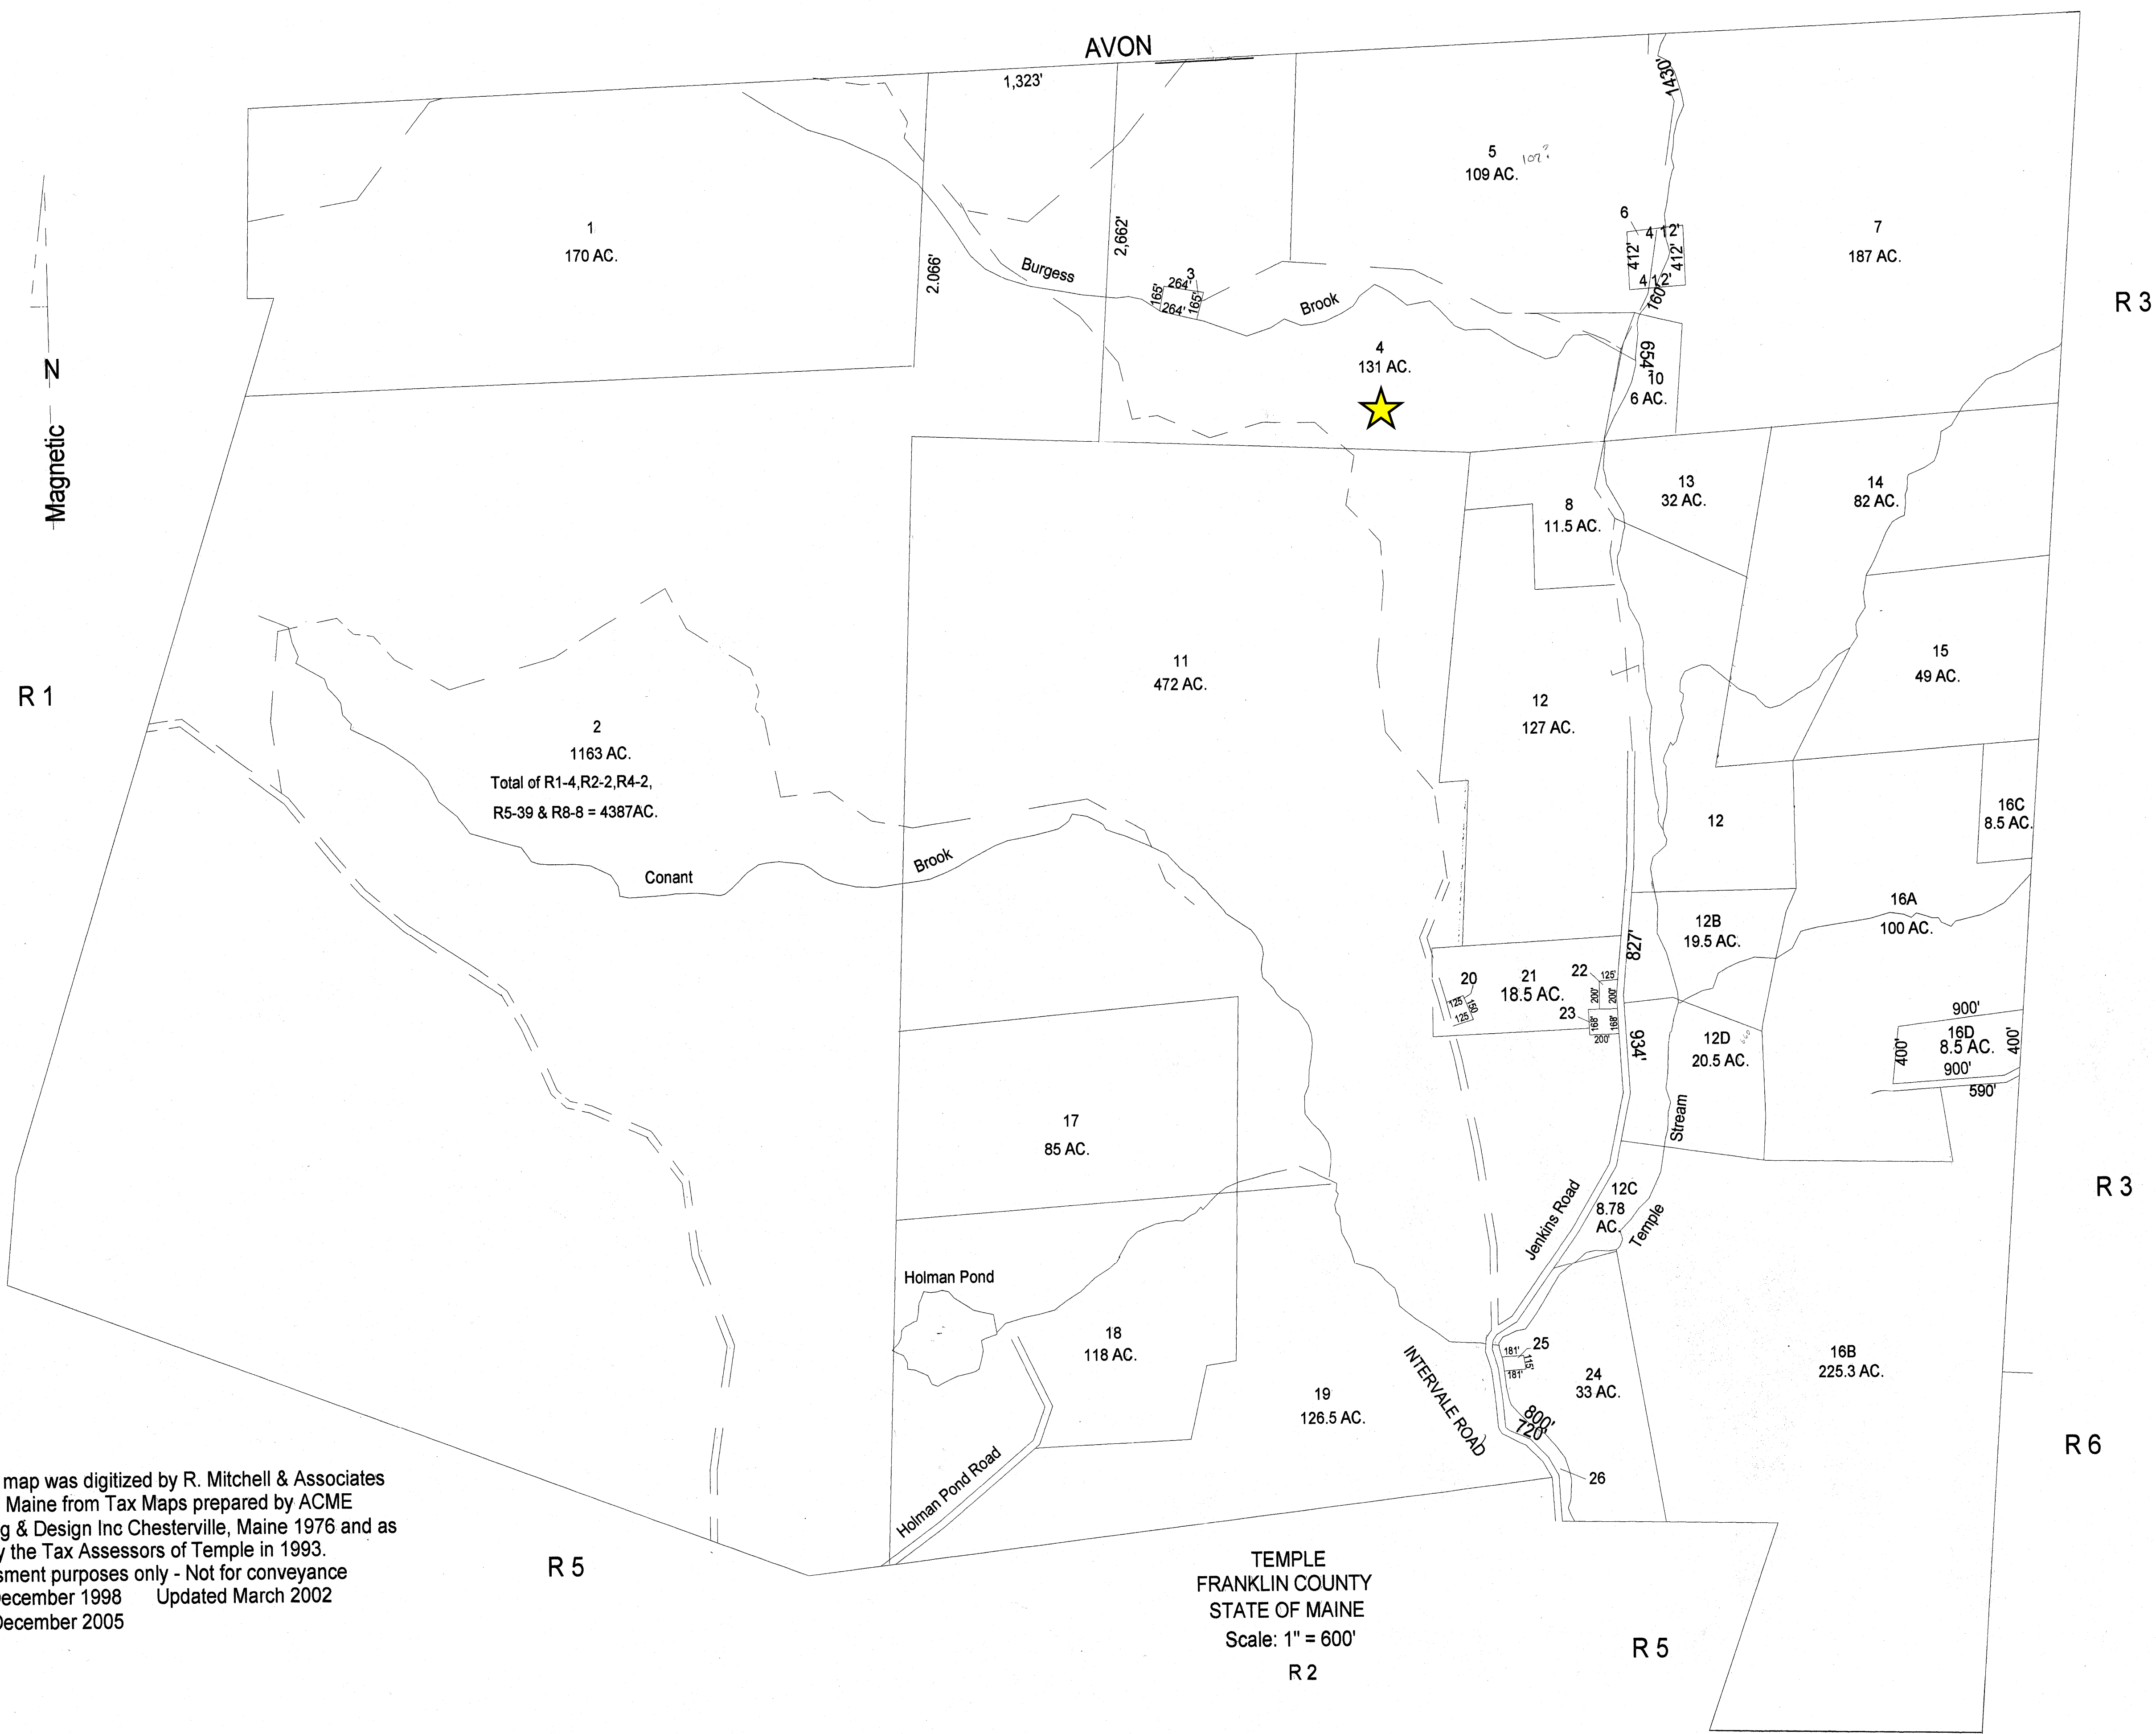 AVON
1,323'
1430'
5
102?
109 AC.
6
4 12'
412'
412'
4 12'
160'
7
187 AC.
1
170 AC.
2.066'
2,662'
Burgess
3
264'
165'
165'
264'
Brook
R 3
4
131 AC.
654'
10
6 AC.
N
Magnetic
8
11.5 AC.
13
32 AC.
14
82 AC.
R 1
11
472 AC.
12
127 AC.
15
49 AC.
2
1163 AC.
Total of R1-4,R2-2,R4-2,
R5-39 & R8-8 = 4387AC.
12
16C
8.5 AC.
Conant
Brook
16A
100 AC.
12B
19.5 AC.
827'
20
125'
150
125
21
18.5 AC.
22
125'
200'
200'
23
168'
168'
200'
934'
12D
20.5 AC.
660
900'
16D
8.5 AC.
400'
400'
900'
590'
17
85 AC.
Stream
R 3
12C
8.78
AC.
Jenkins Road
Temple
Holman Pond
18
118 AC.
25
181'
115'
181'
24
33 AC.
16B
225.3 AC.
19
126.5 AC.
INTERVALE ROAD
800'
720'
26
R 6
Holman Pond Road
map was digitized by R. Mitchell & Associates
Maine from Tax Maps prepared by ACME
g & Design Inc Chesterville, Maine 1976 and as
y the Tax Assessors of Temple in 1993.
sment purposes only - Not for conveyance
ecember 1998 Updated March 2002
December 2005
R 5
TEMPLE
FRANKLIN COUNTY
STATE OF MAINE
Scale: 1" = 600'
R 2
R 5